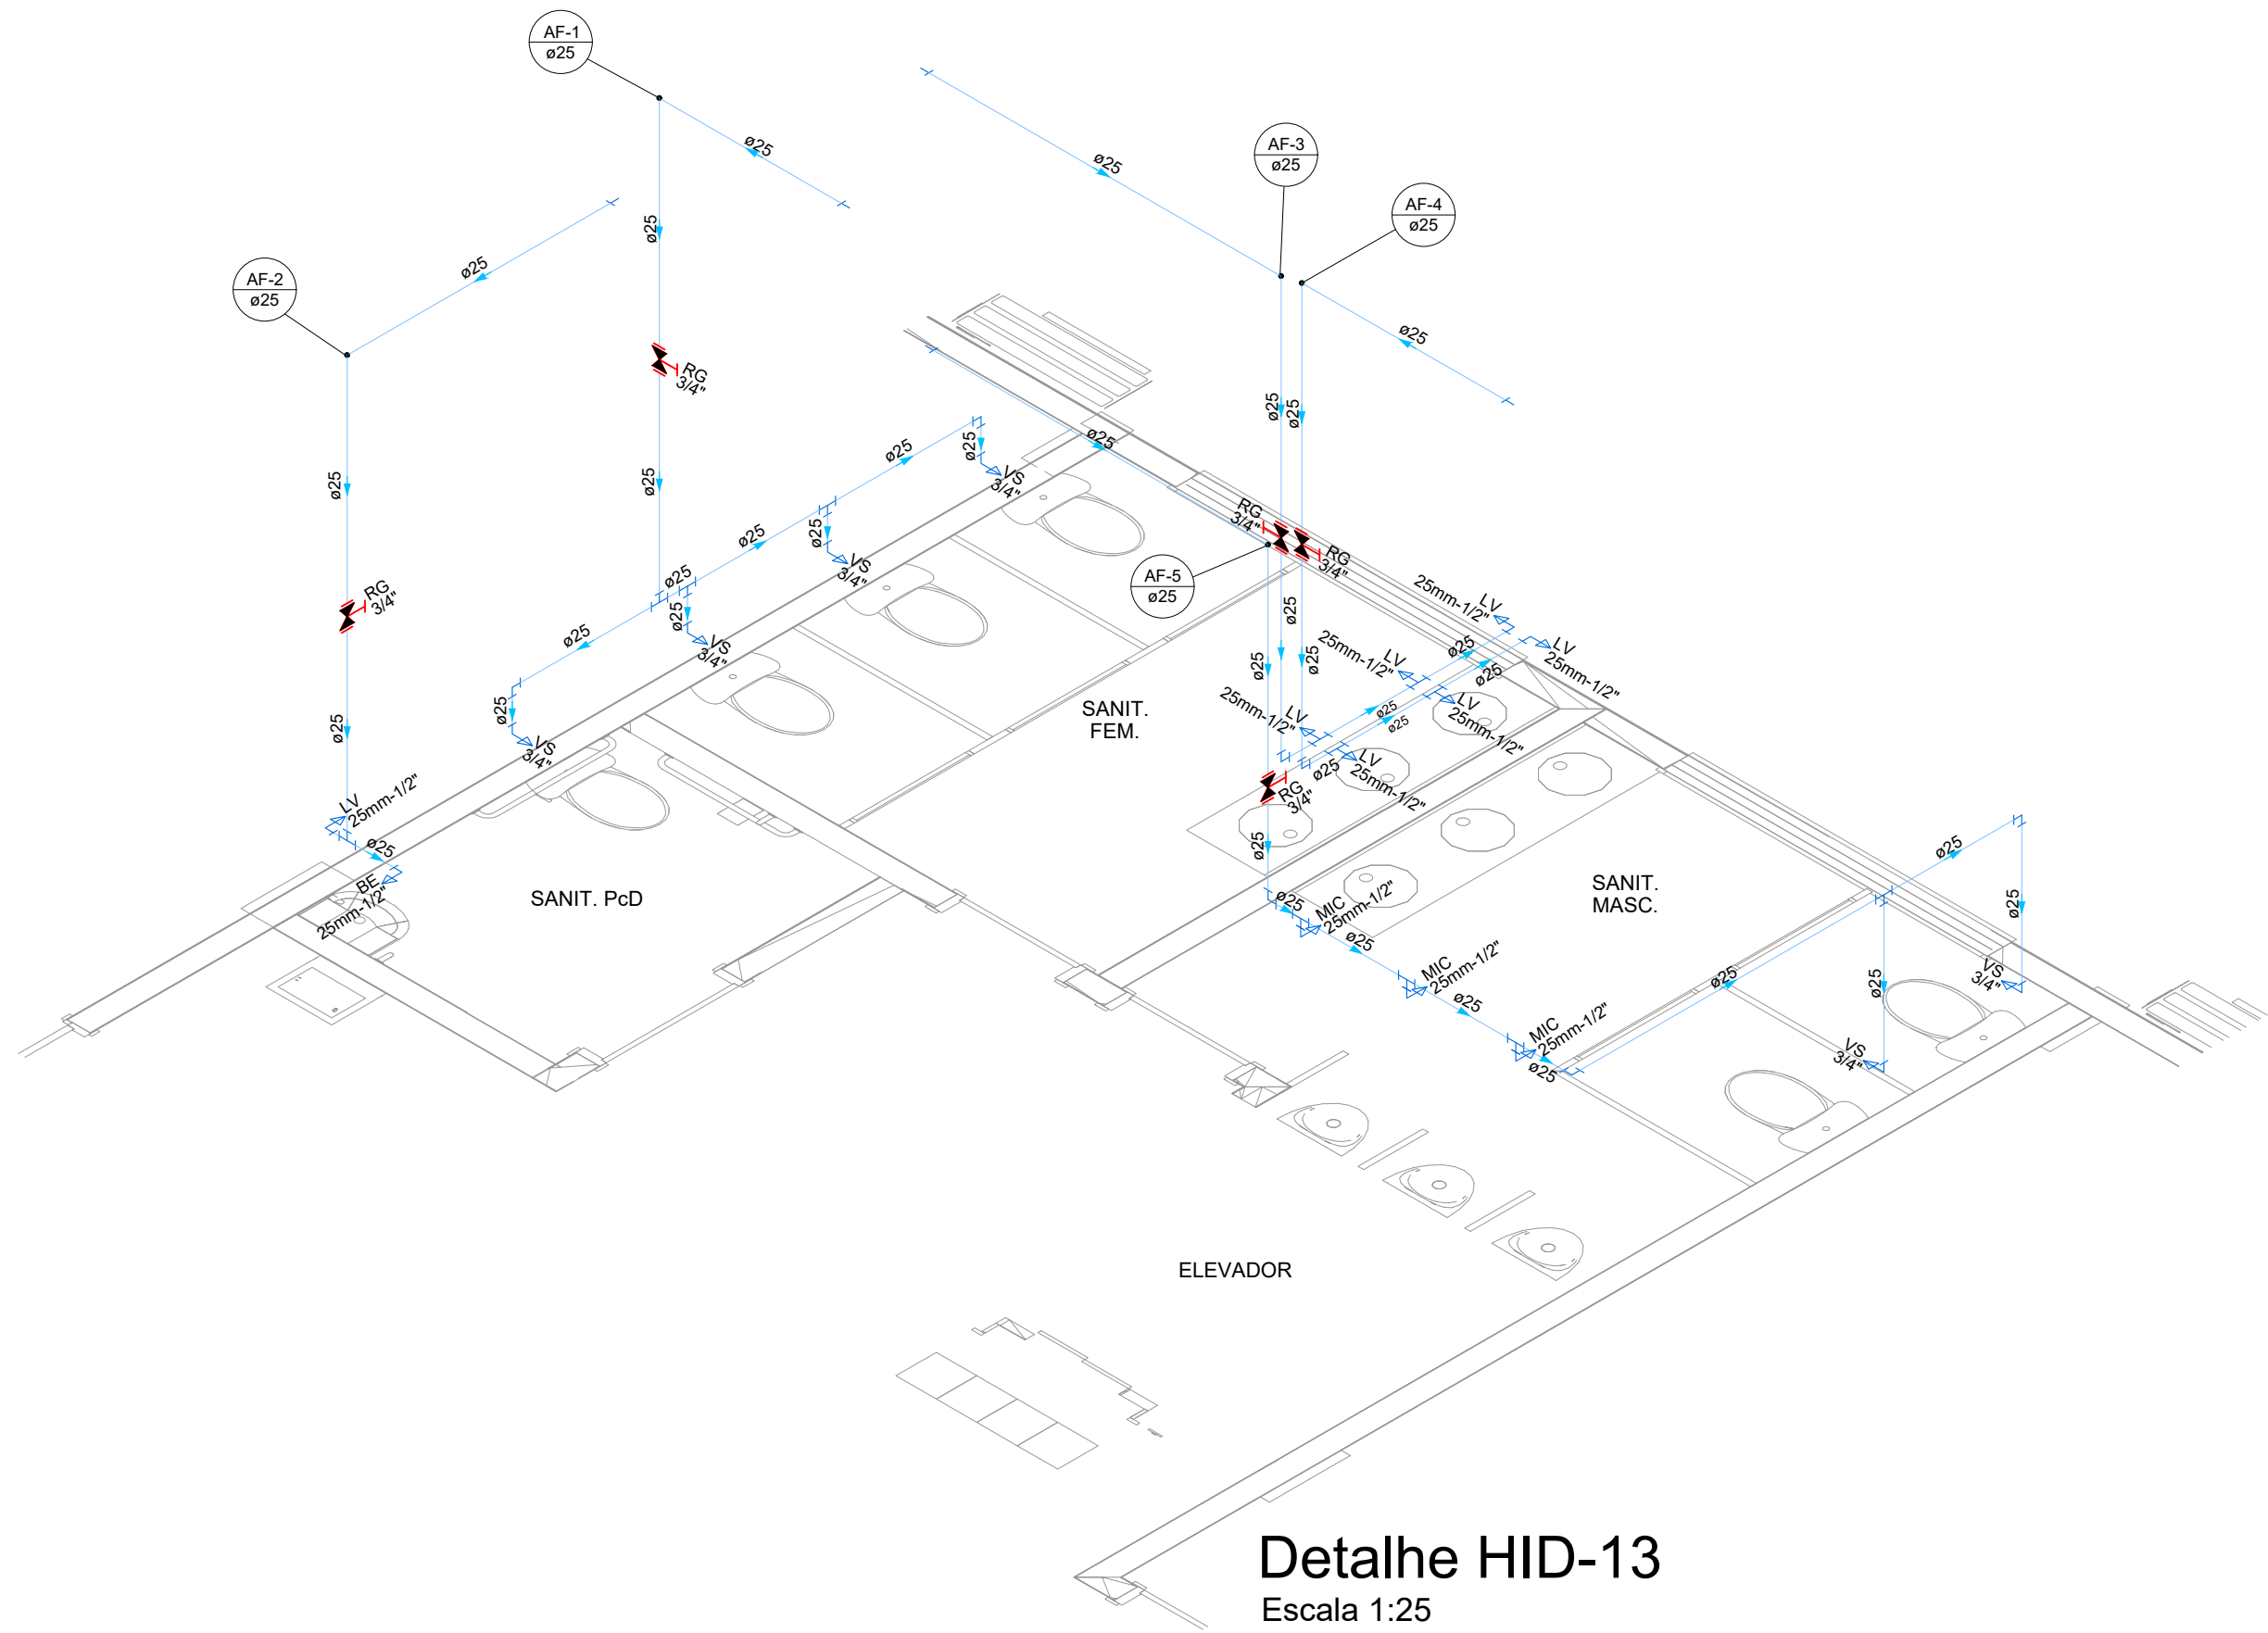 AF-1
ø25
AF-3
ø25
AF-4
ø25
AF-2
ø25
ø25
ø25
ø25
ø25
ø25
ø25
RG
3/4"
ø25
ø25
ø25
ø25
ø25
ø25
VS
3/4"
ø25
ø25
RG
3/4"
RG
3/4"
AF-5
ø25
ø25
ø25
VS
3/4"
ø25
ø25
VS
3/4"
ø25
RG
3/4"
LV
25mm-1/2"
LV
25mm-1/2"
LV
25mm-1/2"
LV
25mm-1/2"
LV
25mm-1/2"
LV
25mm-1/2"
ø25
ø25
ø25
ø25
ø25
ø25
ø25
ø25
ø25
VS
3/4"
SANIT.
FEM.
ø25
RG
3/4"
LV
25mm-1/2"
ø25
BE
25mm-1/2"
SANIT. PcD
ø25
ø25
MIC
25mm-1/2"
ø25
MIC
25mm-1/2"
ø25
MIC
25mm-1/2"
ø25
SANIT.
MASC.
ø25
ø25
ø25
ø25
VS
3/4"
VS
3/4"
ELEVADOR
Detalhe HID-13
Escala 1:25